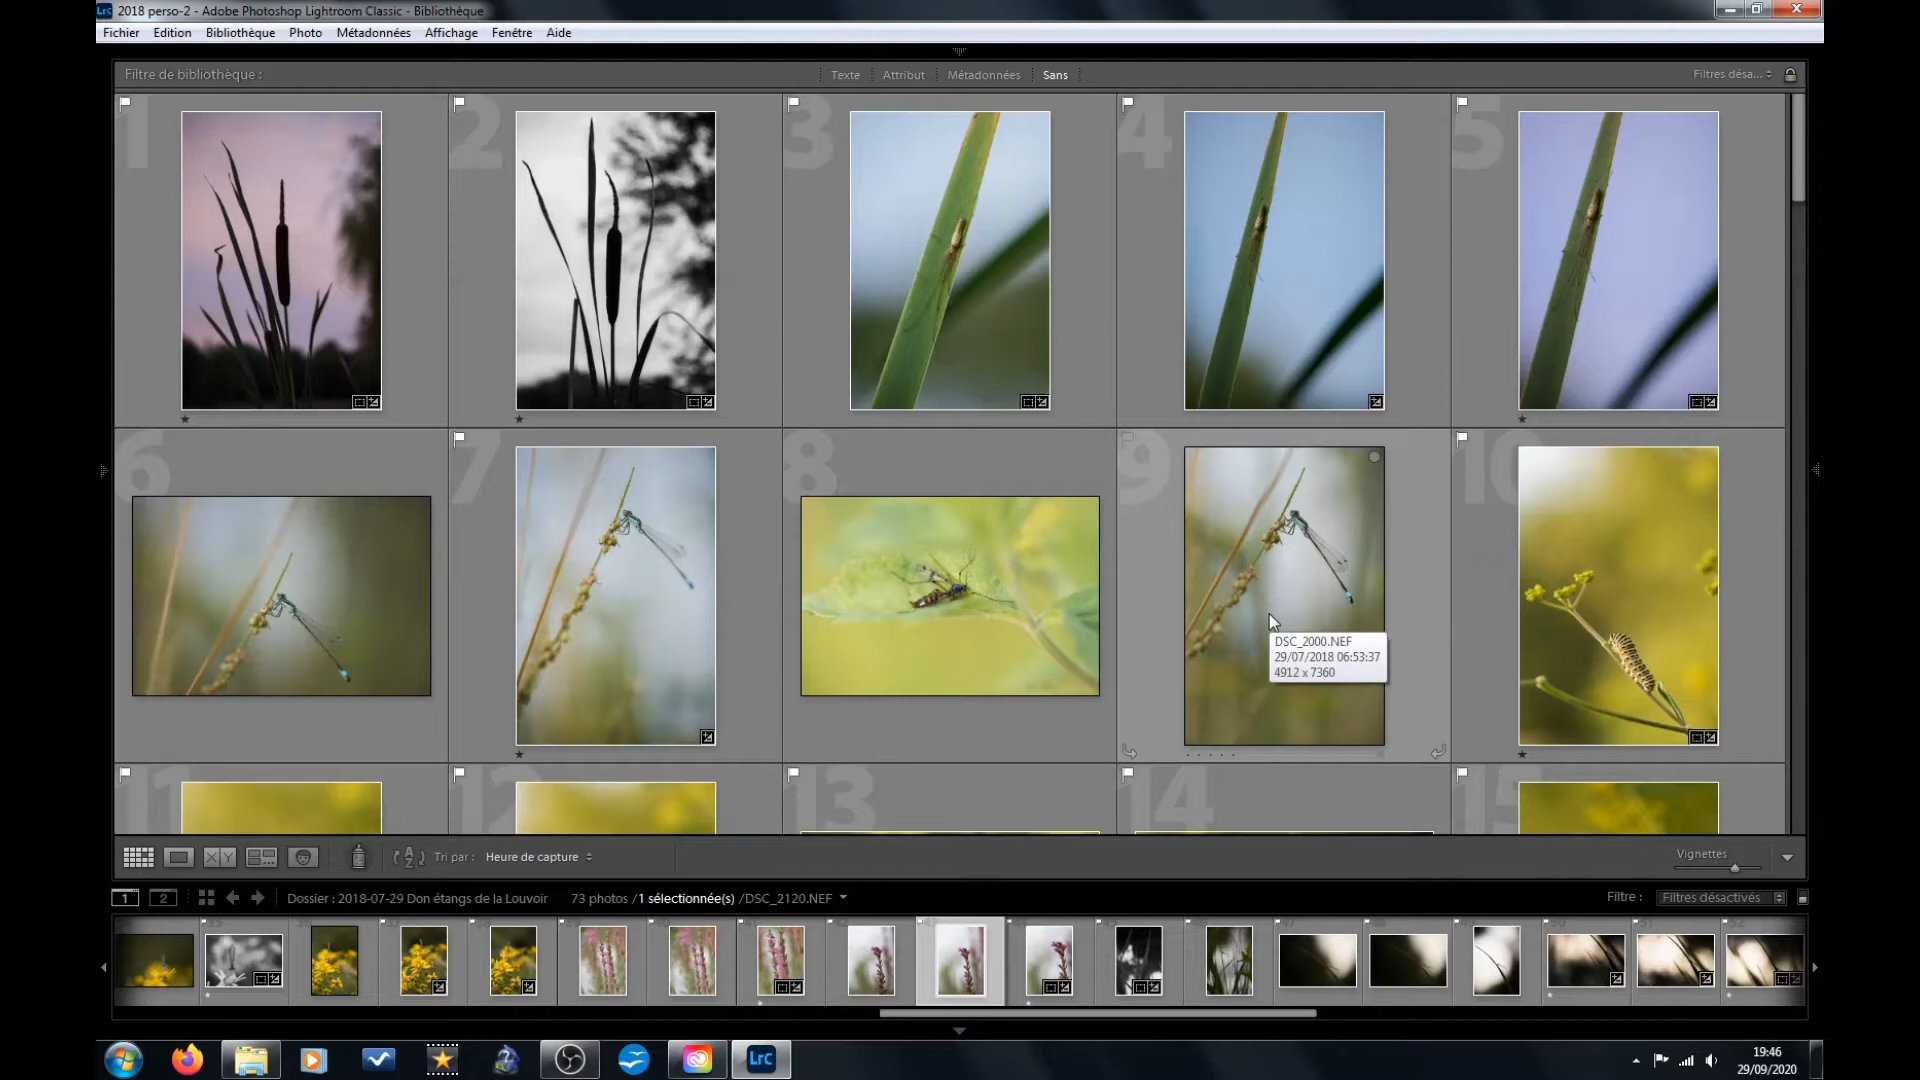 Lrc 2018 perso-2 - Adobe Photoshop Lightroom Classic - Bibliothèque
Fichier Edition Bibliothèque Photo Métadonnées Affichage Fenêtre Aide
Filtre de bibliothèque : Texte Attribut Métadonnées Sans Filtres désa...
1 2 3 4 5
6 7 8 9 10
DSC_2000.NEF
29/07/2018 06:53:37
4912 x 7360
11 12 13 14 15
X Y Tri par : Heure de capture Vignettes
1 2 Dossier : 2018-07-29 Don étangs de la Louvoir 73 photos / 1 sélectionnée(s) / DSC_2120.NEF Filtre : Filtres désactivés
LrC 19:46
29/09/2020